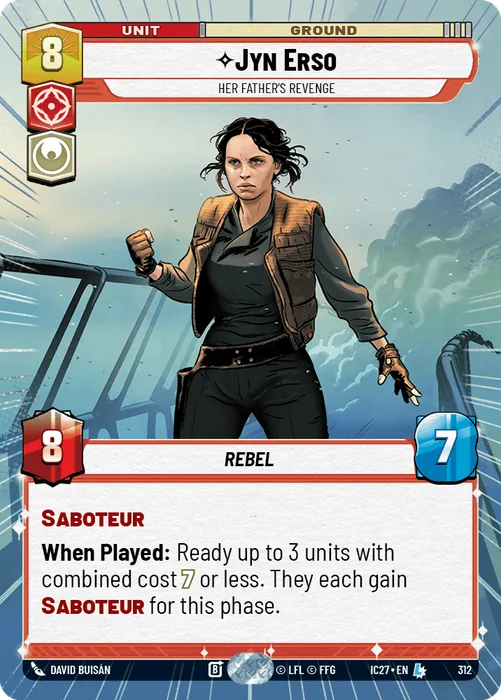 UNIT
GROUND
8
✧JYN ERSO
HER FATHER'S REVENGE
8
REBEL
7
SABOTEUR
When Played: Ready up to 3 units with
combined cost 7 or less. They each gain
SABOTEUR for this phase.
DAVID BUISÁN
B
© LFL © FFG
IC27•EN
L
312